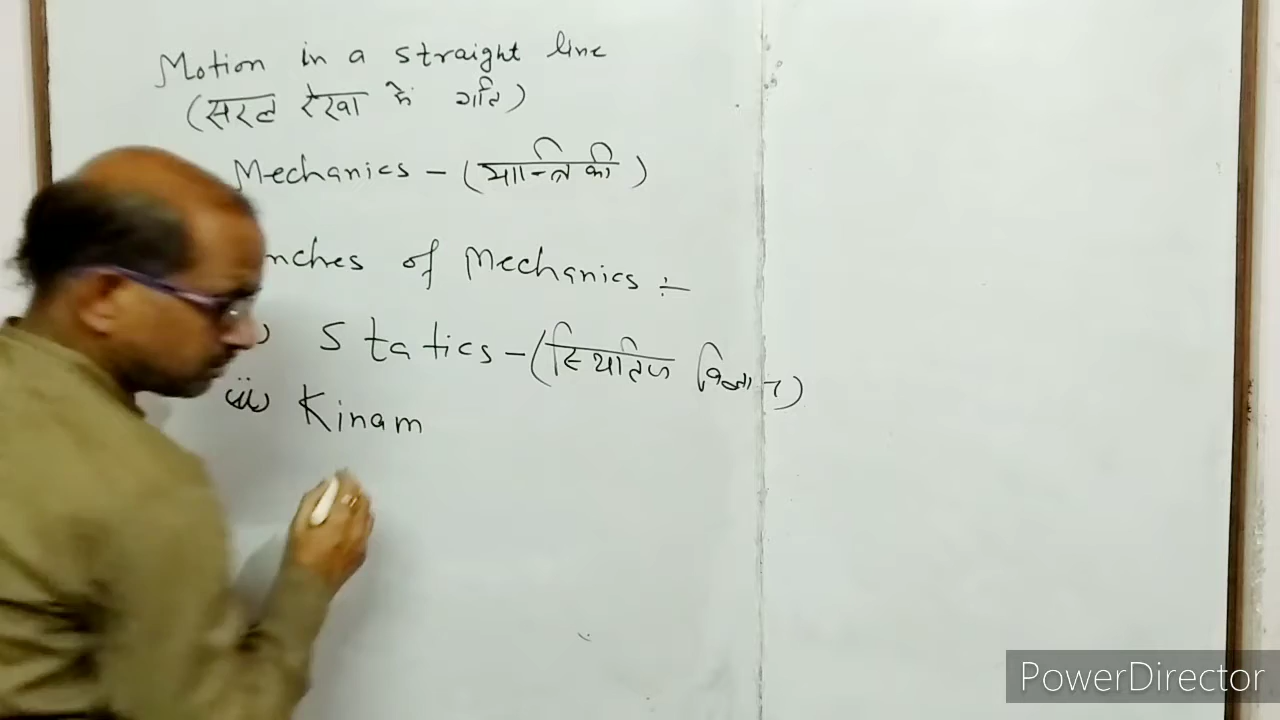 Motion in a straight line
(सरल रेखा में गति)
Mechanics - (यान्त्रिकी)
nches of Mechanics :-
Statics - (स्थितिज विज्ञान)
(ii) Kinam
PowerDirector